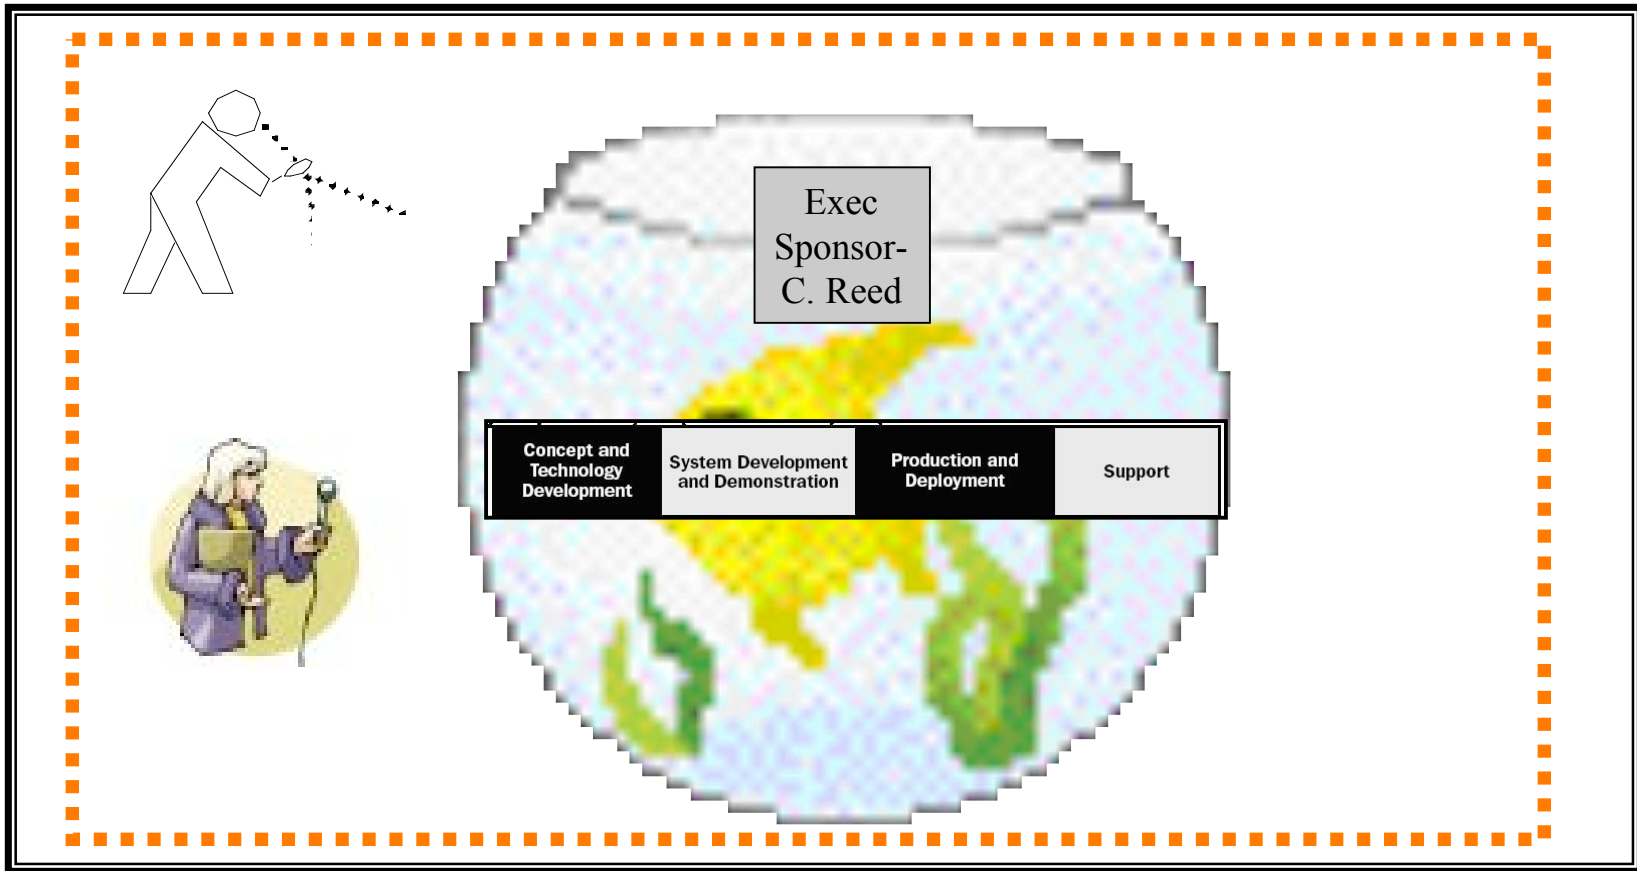 Exec
Sponsor-
C. Reed
Concept and
Technology
Development
System Development
and Demonstration
Production and
Deployment
Support